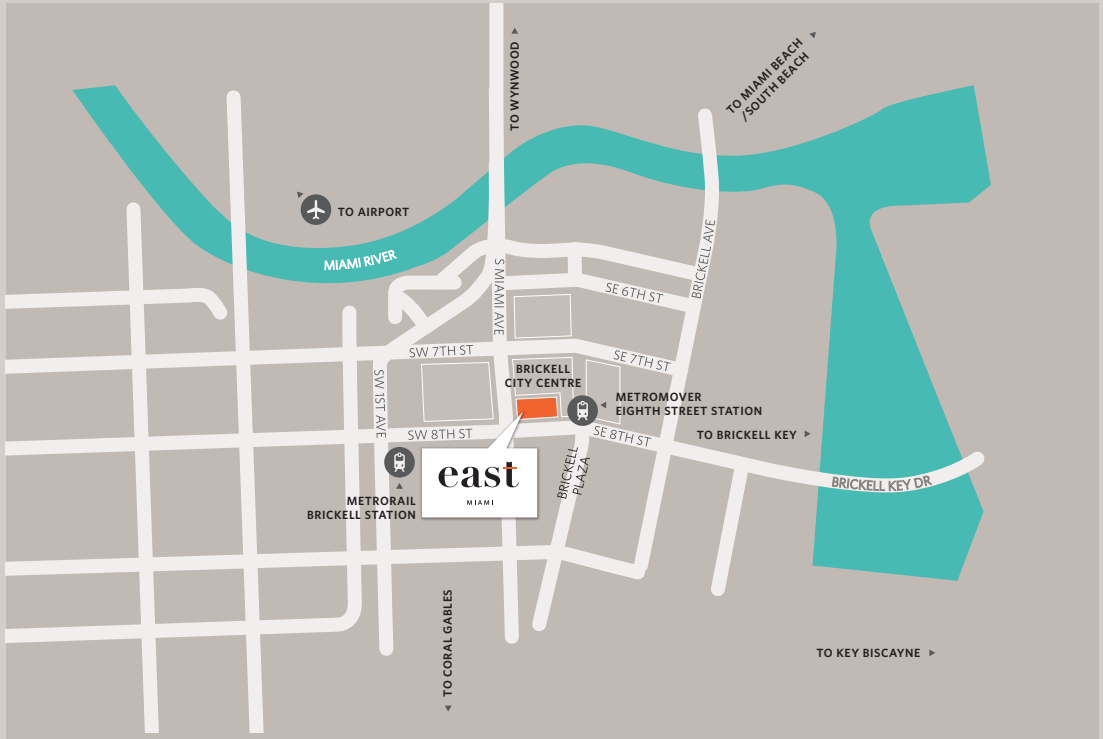 TO WYNWOOD
TO MIAMI BEACH
/SOUTH BEACH
TO AIRPORT
MIAMI RIVER
S MIAMI AVE
BRICKELL AVE
SE 6TH ST
SW 7TH ST
SE 7TH ST
BRICKELL
CITY CENTRE
SW 1ST AVE
METROMOVER
EIGHTH STREET STATION
SW 8TH ST
SE 8TH ST
TO BRICKELL KEY
BRICKELL
PLAZA
BRICKELL KEY DR
east
MIAMI
METRORAIL
BRICKELL STATION
TO CORAL GABLES
TO KEY BISCAYNE